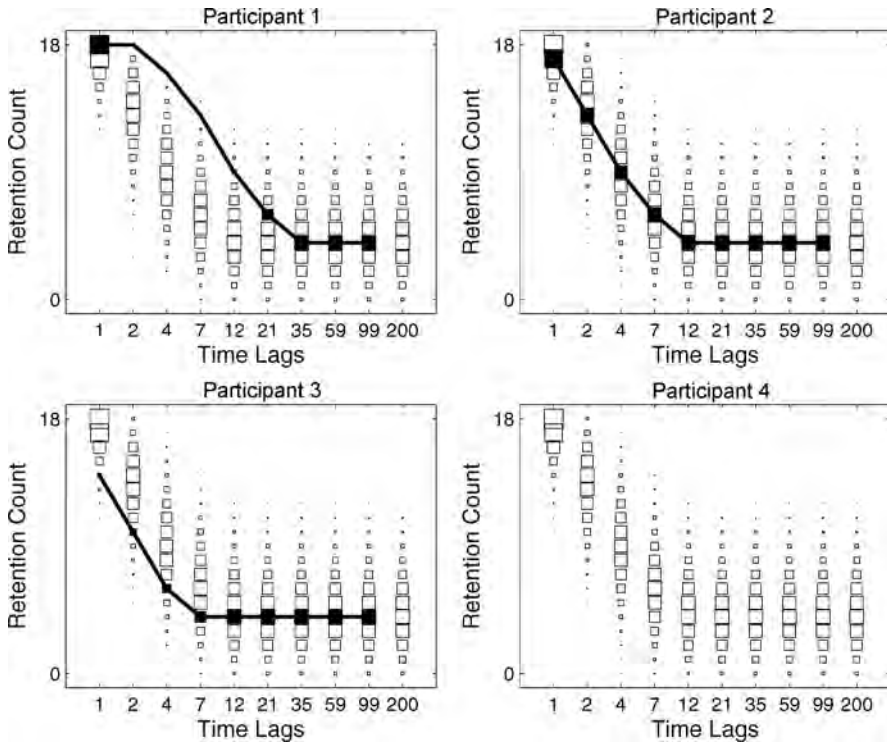 Participant 1
18
Retention Count
0
1 2 4 7 12 21 35 59 99 200
Time Lags
Participant 2
18
Retention Count
0
1 2 4 7 12 21 35 59 99 200
Time Lags
Participant 3
18
Retention Count
0
1 2 4 7 12 21 35 59 99 200
Time Lags
Participant 4
18
Retention Count
0
1 2 4 7 12 21 35 59 99 200
Time Lags